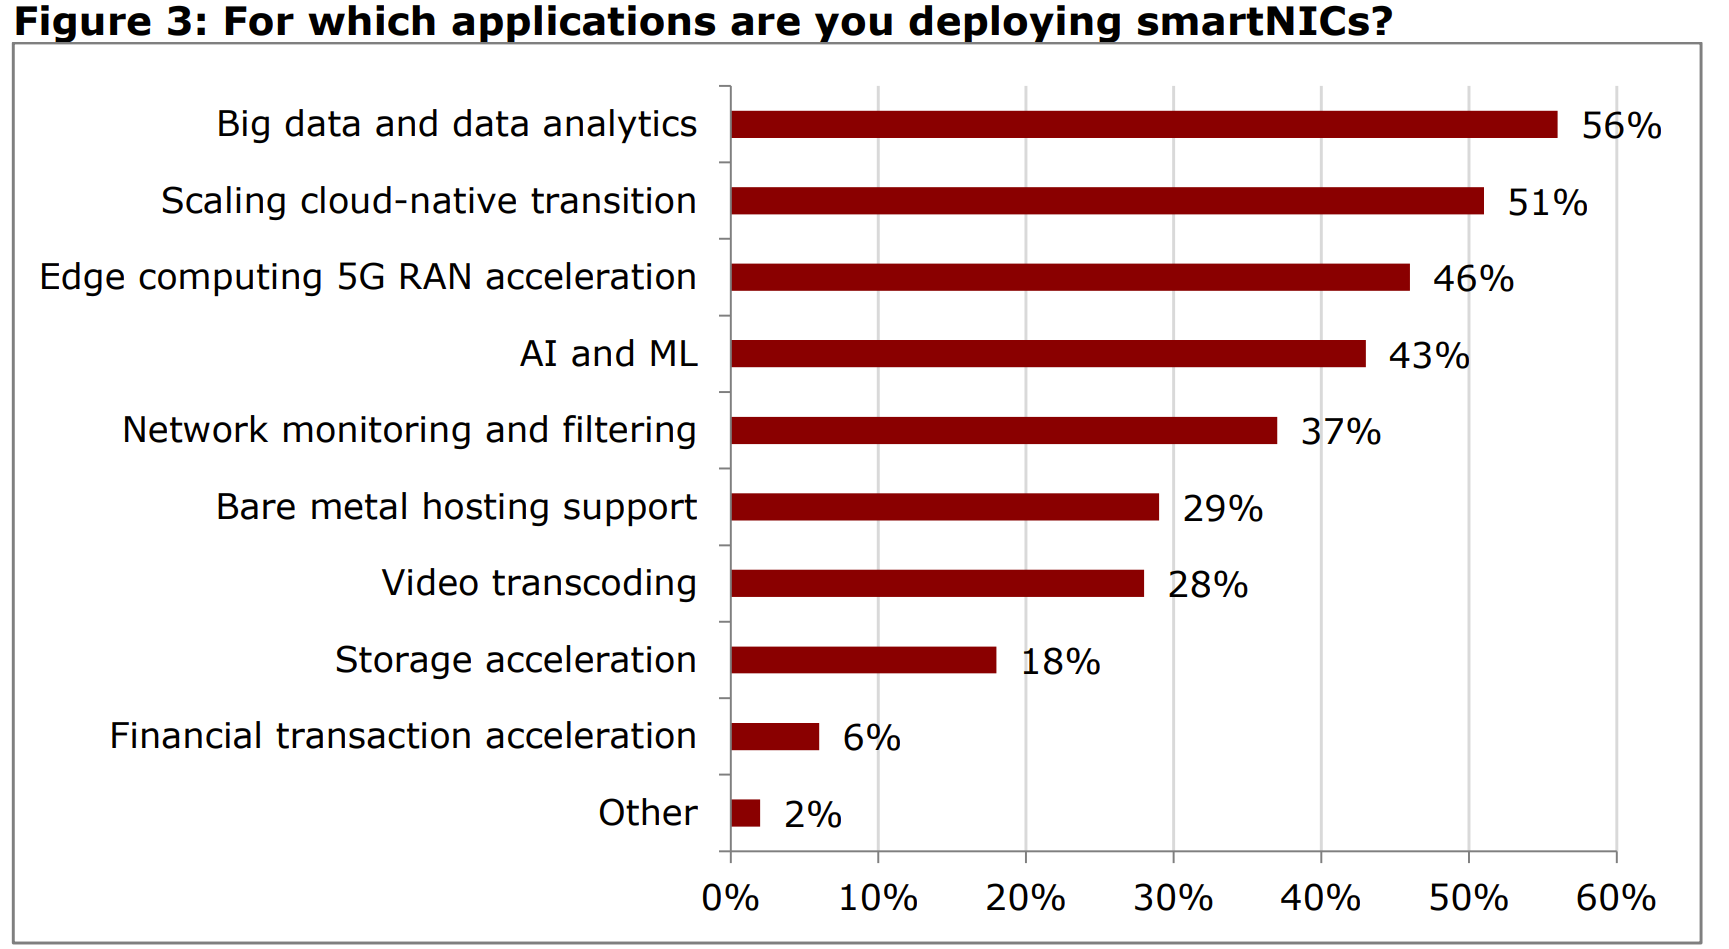 Figure 3: For which applications are you deploying smartNICs?
Big data and data analytics 56%
Scaling cloud-native transition 51%
Edge computing 5G RAN acceleration 46%
AI and ML 43%
Network monitoring and filtering 37%
Bare metal hosting support 29%
Video transcoding 28%
Storage acceleration 18%
Financial transaction acceleration 6%
Other 2%
0% 10% 20% 30% 40% 50% 60%